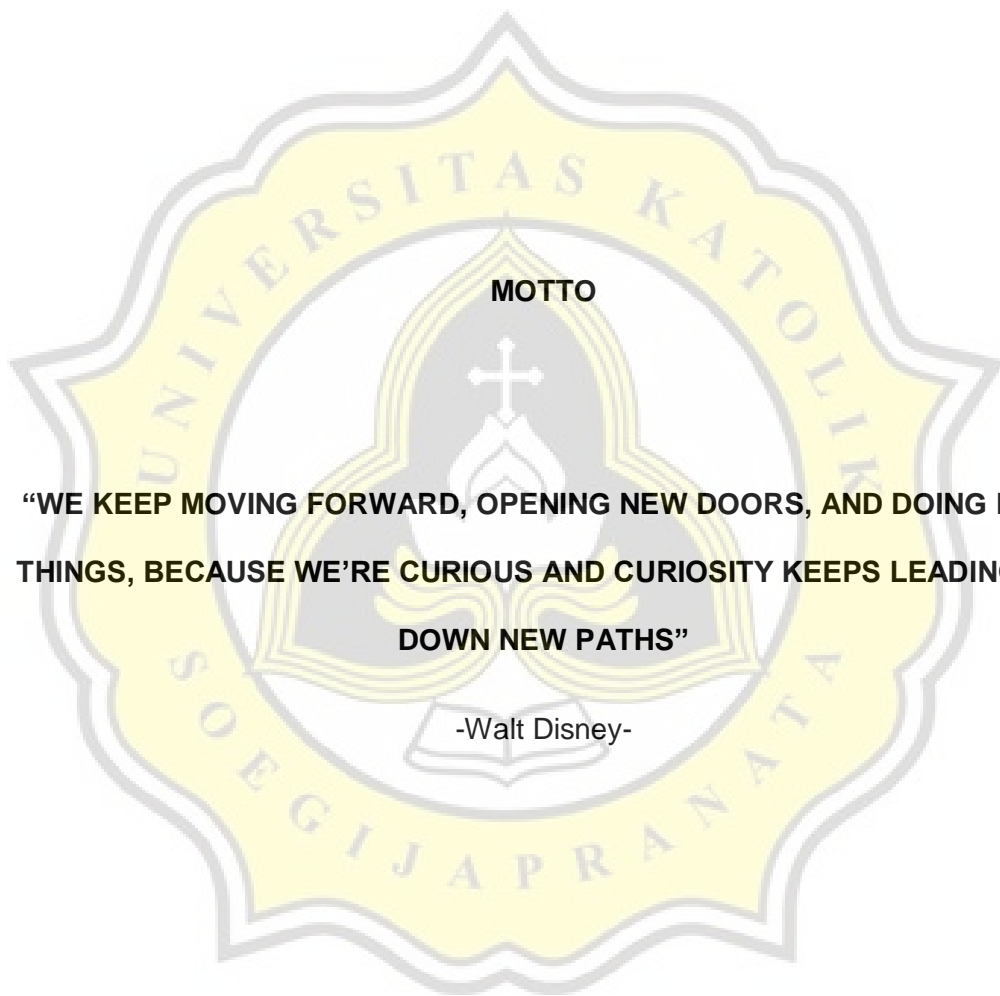 UNIVERSITAS KATOLIK
MOTTO
“WE KEEP MOVING FORWARD, OPENING NEW DOORS, AND DOING
THINGS, BECAUSE WE’RE CURIOUS AND CURIOSITY KEEPS LEADING
DOWN NEW PATHS”
-Walt Disney-
SOEGIJAPRANATA